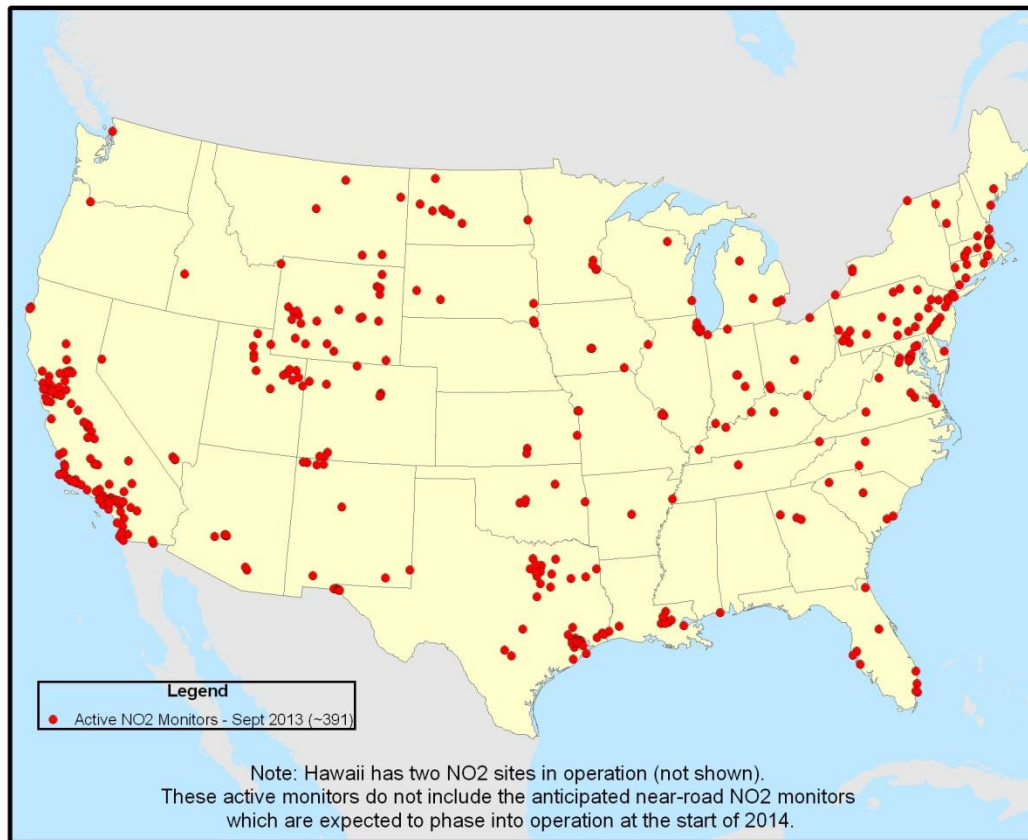 Legend
Active NO2 Monitors - Sept 2013 (~391)
Note: Hawaii has two NO2 sites in operation (not shown).
These active monitors do not include the anticipated near-road NO2 monitors
which are expected to phase into operation at the start of 2014.